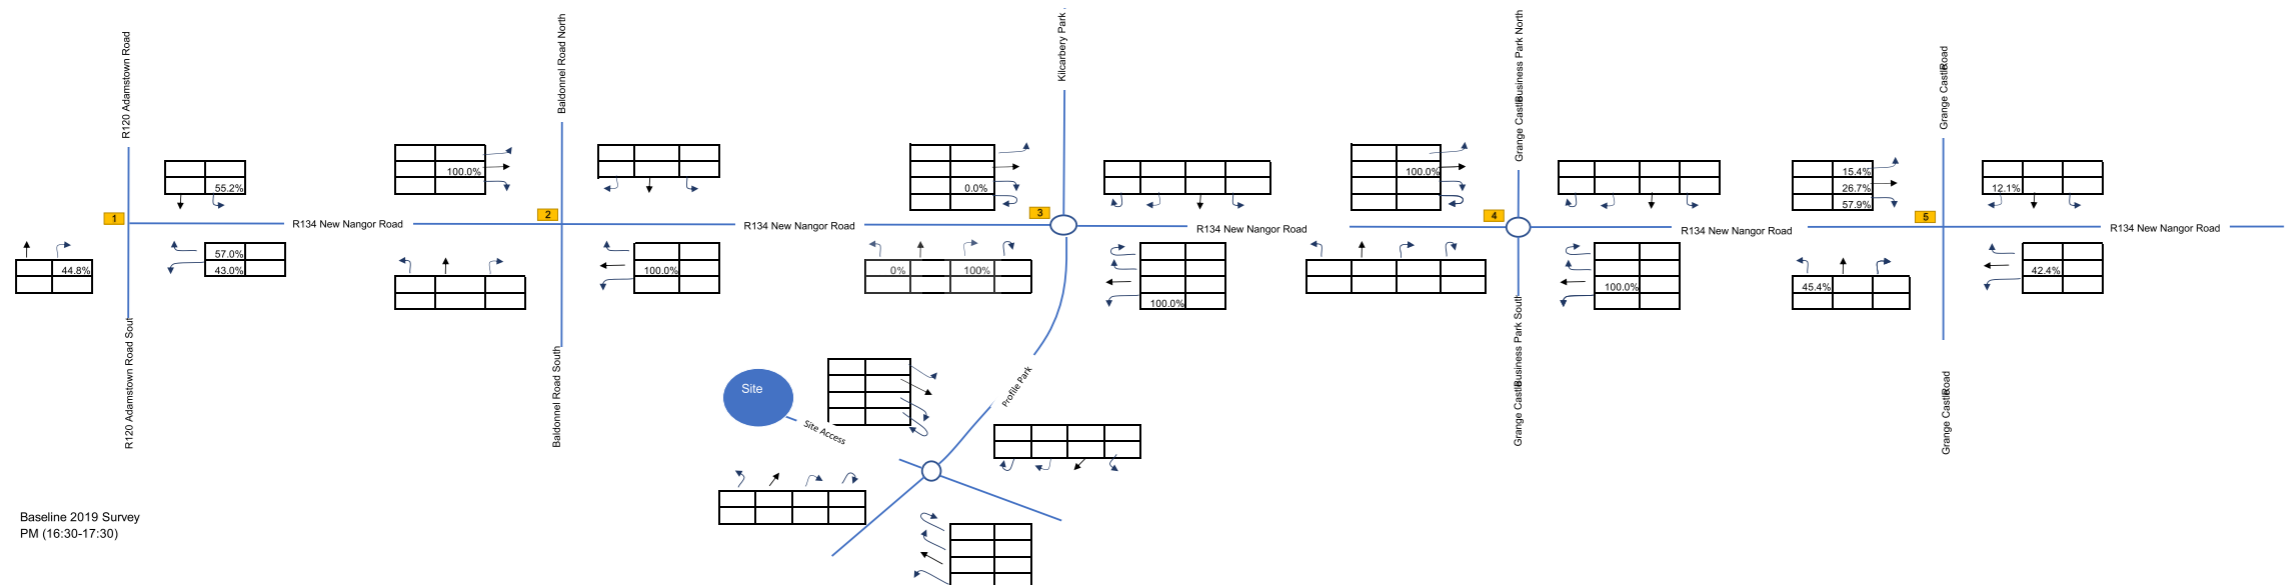 R120 Adamstown Road
Baldonnel Road North
Kilcarbery Park
Grange Castle Business Park North
Grange Castle Road
55.2%
100.0%
0.0%
100.0%
15.4%
26.7%
57.9%
12.1%
1
2
3
4
5
R134 New Nangor Road
R134 New Nangor Road
R134 New Nangor Road
R134 New Nangor Road
R134 New Nangor Road
44.8%
57.0%
43.0%
100.0%
0%
100%
100.0%
100.0%
45.4%
42.4%
R120 Adamstown Road Sout
Baldonnel Road South
Profile Park
Grange Castle Business Park South
Grange Castle Road
Site
Site Access
Baseline 2019 Survey
PM (16:30-17:30)